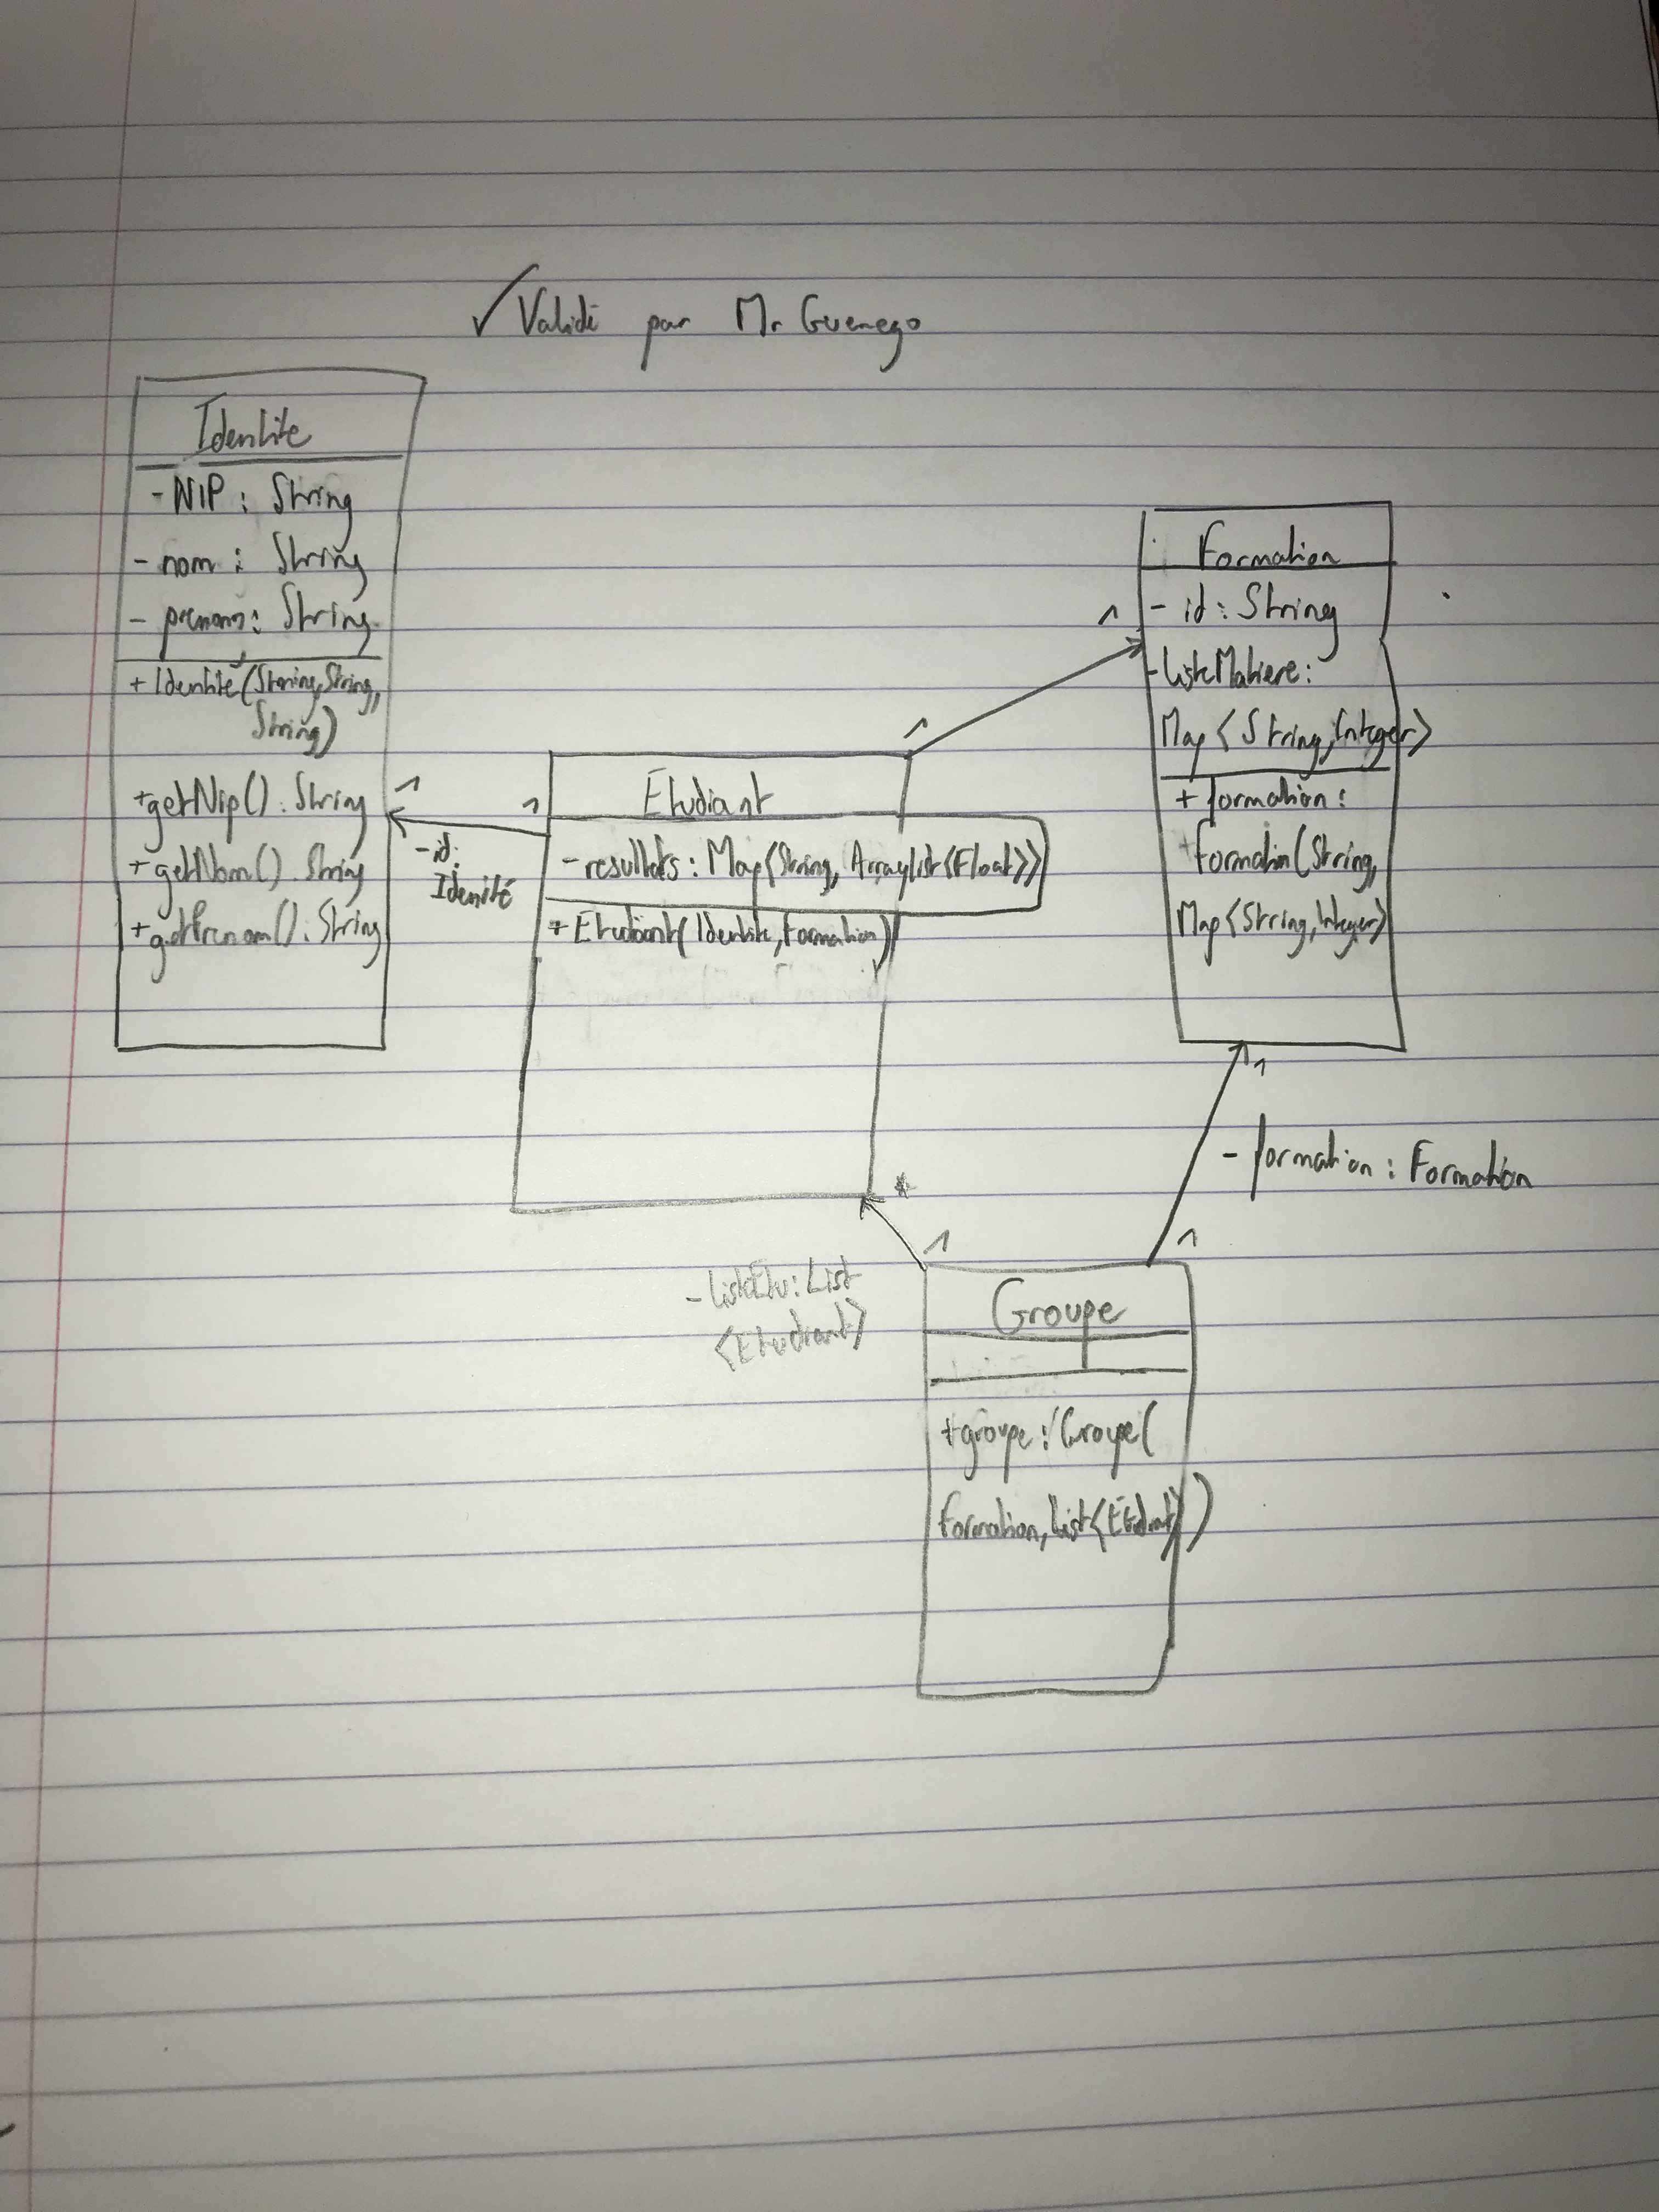 ✓ Validé par Mr Guenego
Identite
- NIP : String
- nom : String
- prenom : String
+ Identite(String,String,
String)
+getNip() : String
+getNom() : String
+getPrenom() : String
1
1
- id :
Idenité
Etudiant
- resultats : Map<String, ArrayList<Float>>
+ Etudiant(Identite, Formation)
1
1
Formation
- id : String
- listeMatiere :
Map<String, Integer>
+ formation :
Formation(String,
Map<String, Integer>
1
- formation : Formation
1
*
1
- listeEtu : List
<Etudiant>
Groupe
+groupe : Groupe(
Formation, List<Etudiant>)